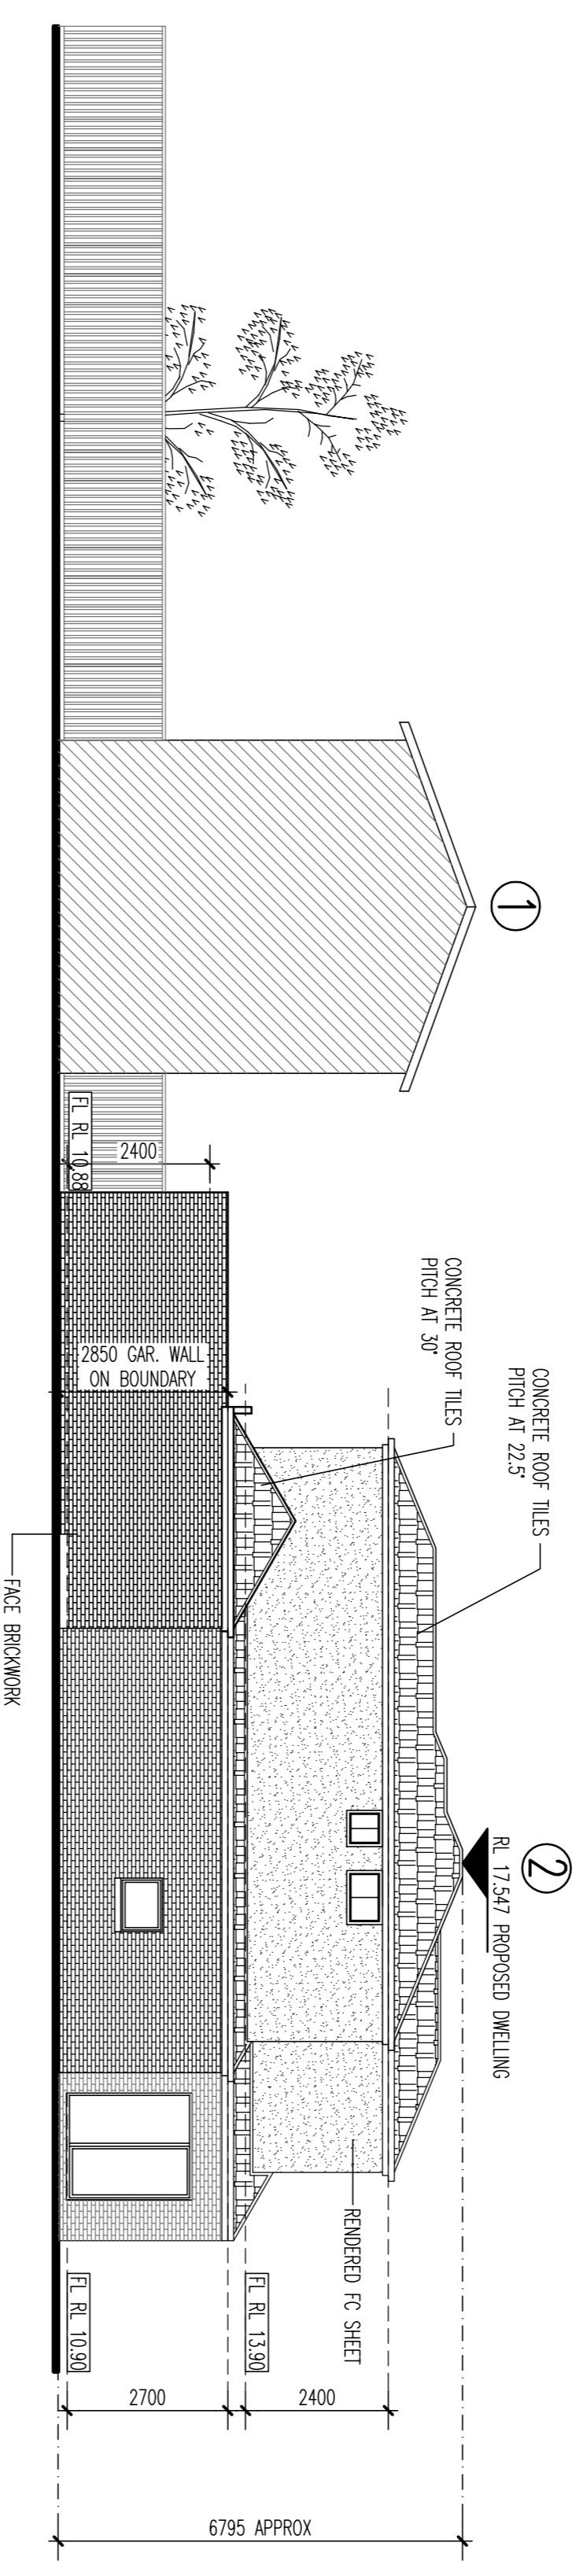 1
2
RL 17.547 PROPOSED DWELLING
CONCRETE ROOF TILES
PITCH AT 22.5°
CONCRETE ROOF TILES
PITCH AT 30°
RENDERED FC SHEET
FL RL 13.90
2400
6795 APPROX
2400
FL RL 10.88
2850 GAR. WALL
ON BOUNDARY
2700
FL RL 10.90
FACE BRICKWORK